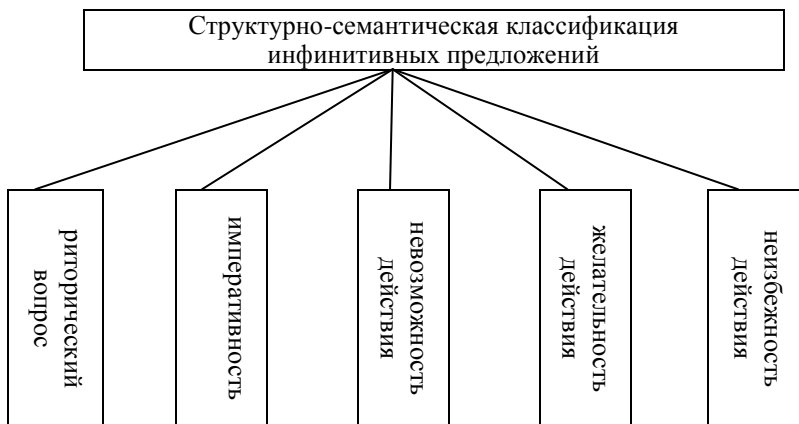 Структурно-семантическая классификация
инфинитивных предложений
риторический
вопрос
императивность
невозможность
действия
желательность
действия
неизбежность
действия